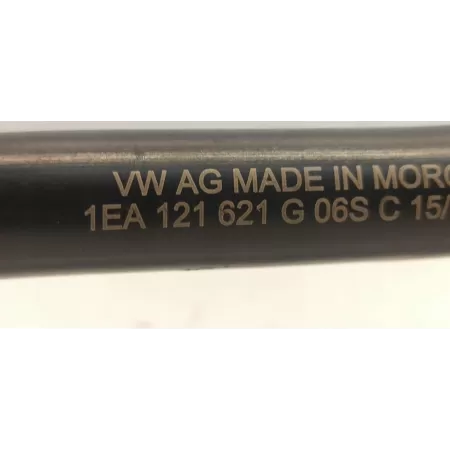 VW AG MADE IN MORO
1EA 121 621 G 06S C 15/